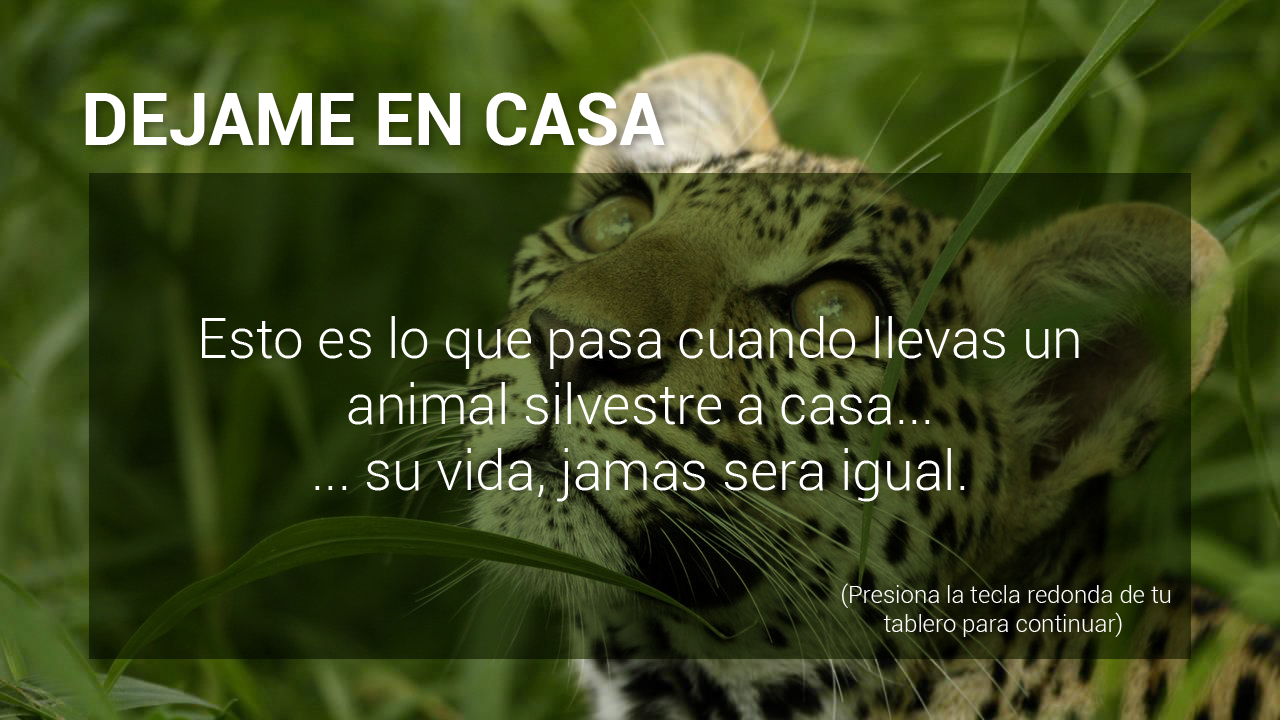 DEJAME EN CASA
Esto es lo que pasa cuando llevas un
animal silvestre a casa...
... su vida, jamas sera igual.
(Presiona la tecla redonda de tu
tablero para continuar)